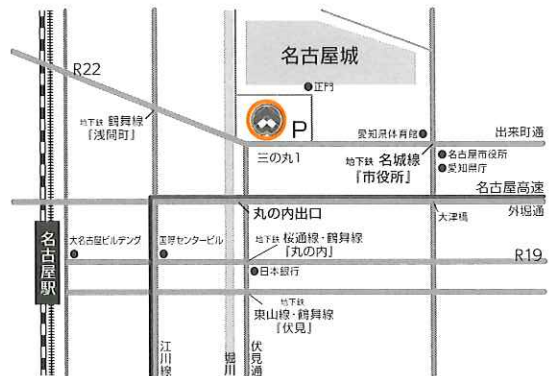 名古屋城
R22
正門
地下鉄 鶴舞線
『浅間町』
P
愛知県体育館
出来町通
三の丸1
地下鉄 名城線
『市役所』
名古屋市役所
愛知県庁
名古屋高速
丸の内出口
大津橋
外堀通
名古屋駅
大名古屋ビルヂング
国際センタービル
地下鉄 桜通線・鶴舞線
『丸の内』
R19
日本銀行
地下鉄
東山線・鶴舞線
『伏見』
江川線
堀川
伏見通